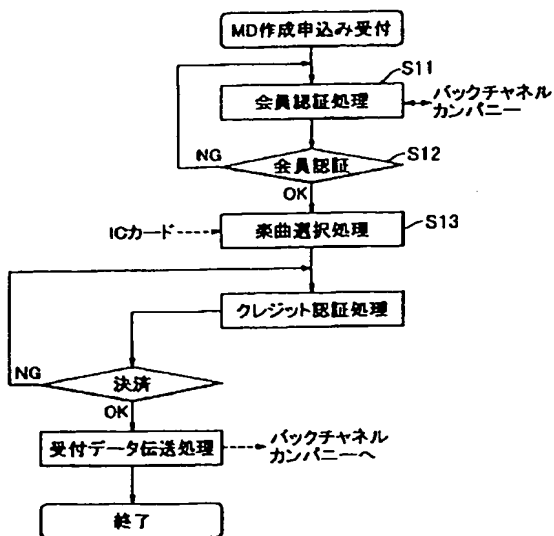 MD作成申込み受付
S11
会員認証処理
バックチャネル
カンパニー
NG
会員認証
S12
OK
ICカード
楽曲選択処理
S13
クレジット認証処理
NG
決済
OK
受付データ伝送処理
バックチャネル
カンパニーへ
終了